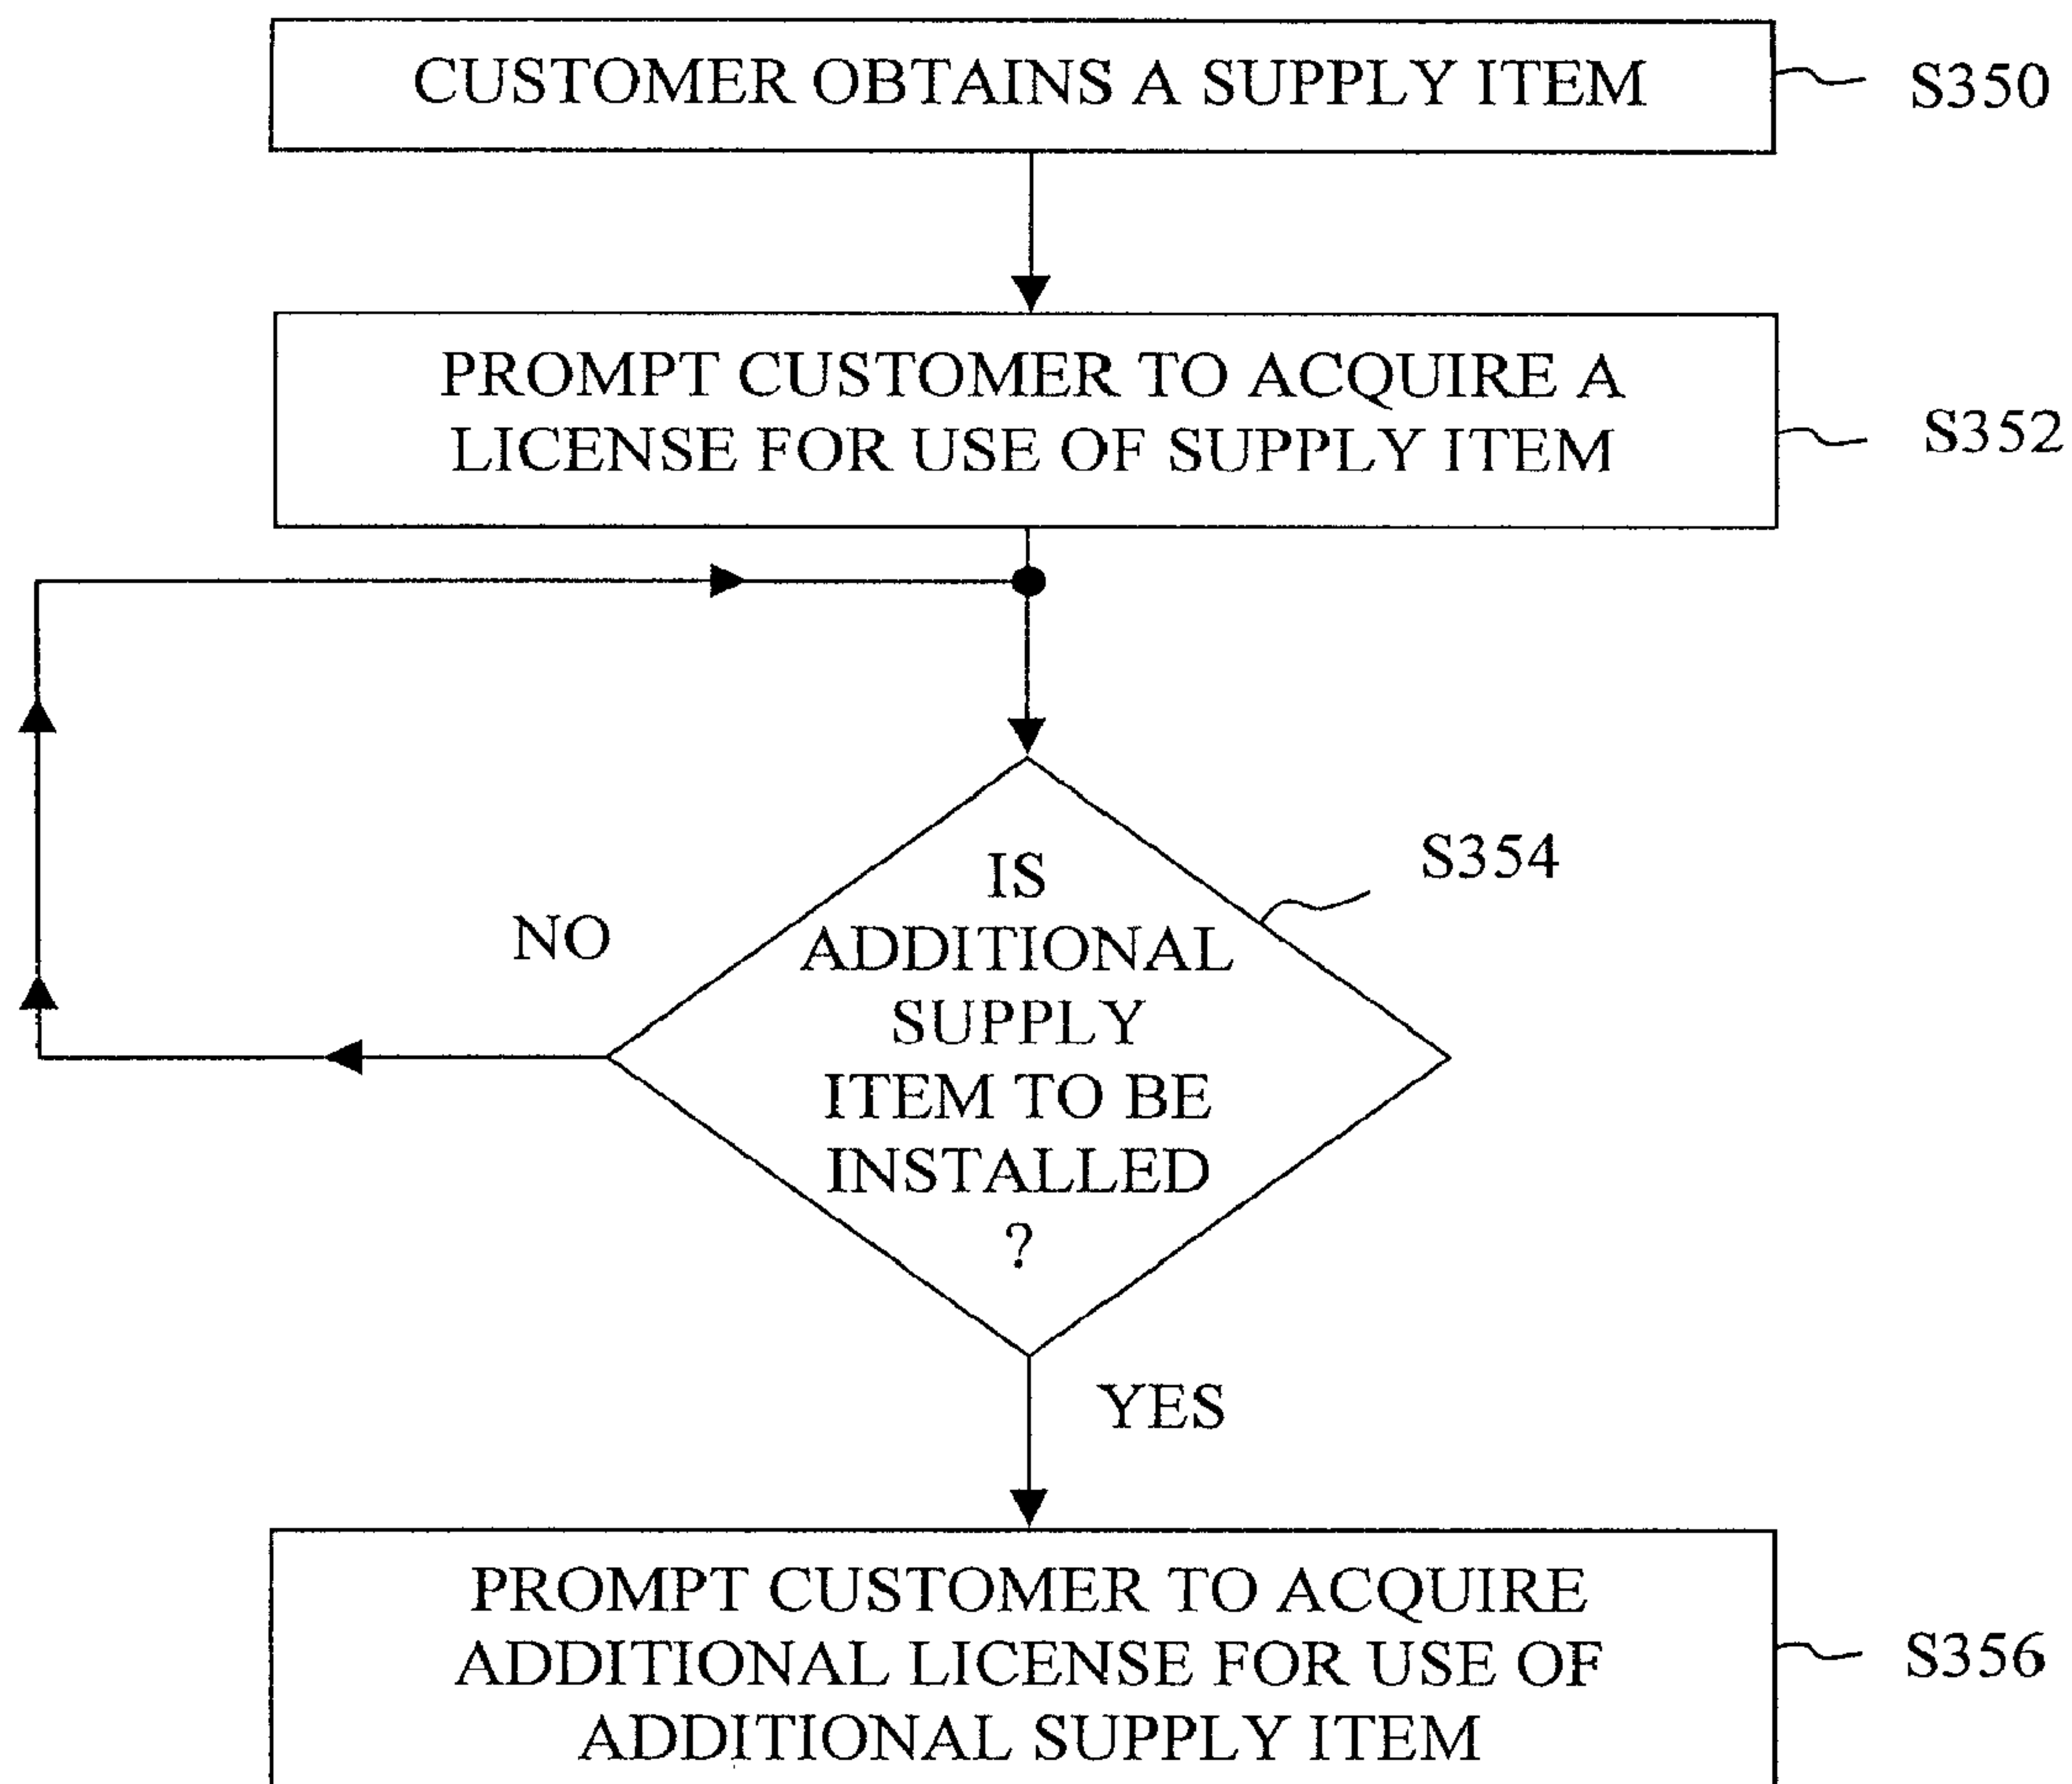 CUSTOMER OBTAINS A SUPPLY ITEM
S350
PROMPT CUSTOMER TO ACQUIRE A
LICENSE FOR USE OF SUPPLY ITEM
S352
S354
IS
ADDITIONAL
SUPPLY
ITEM TO BE
INSTALLED
?
NO
YES
PROMPT CUSTOMER TO ACQUIRE
ADDITIONAL LICENSE FOR USE OF
ADDITIONAL SUPPLY ITEM
S356